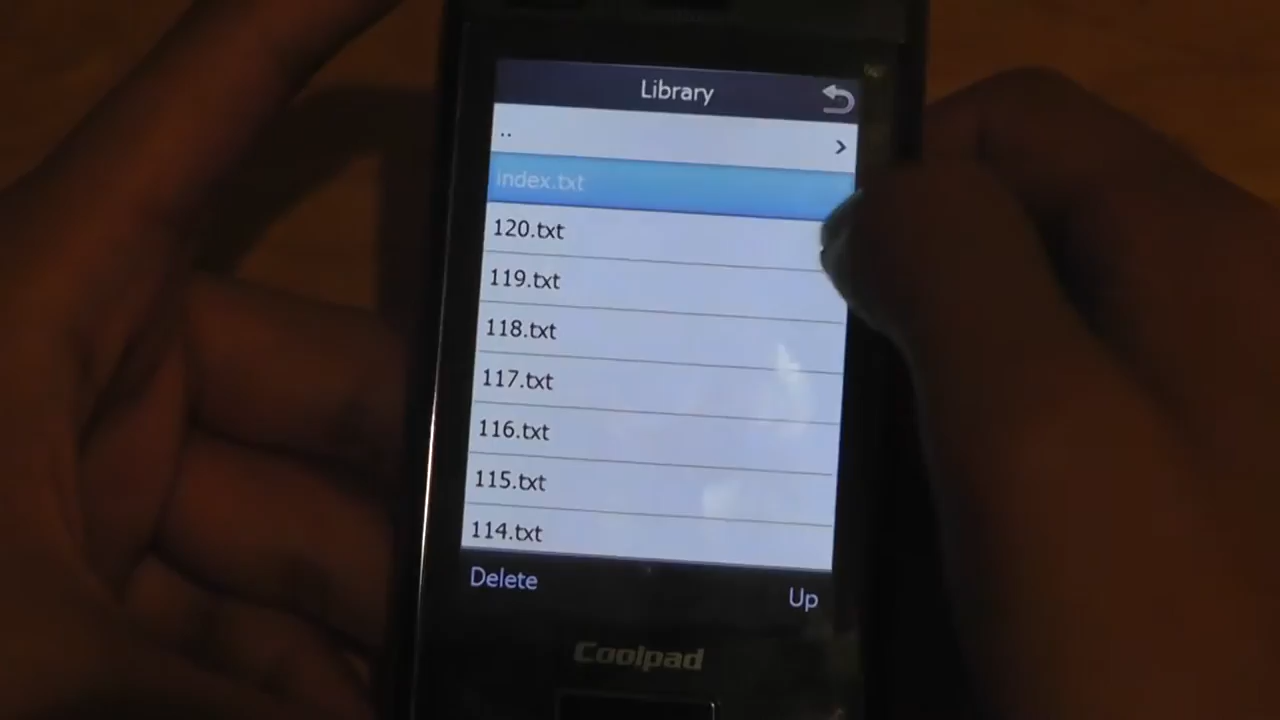 Library
..
index.txt
120.txt
119.txt
118.txt
117.txt
116.txt
115.txt
114.txt
Delete
Up
Coolpad